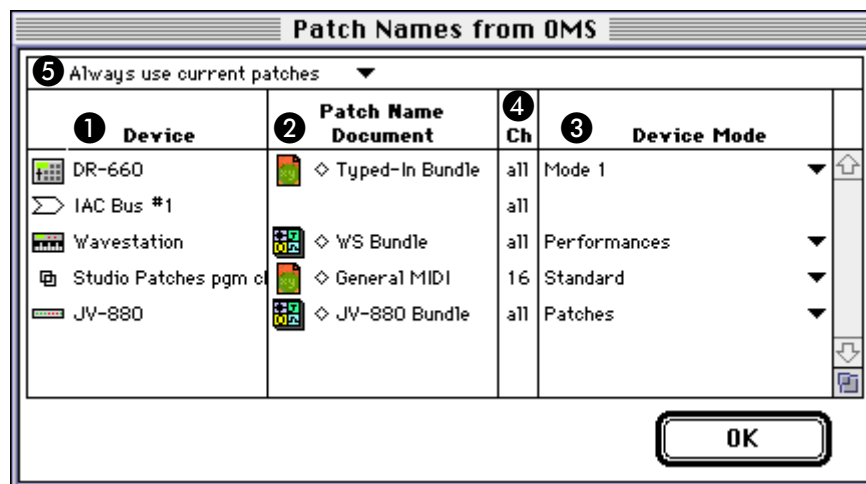 Patch Names from OMS
5 Always use current patches
1 Device
2 Patch Name Document
4 Ch
3 Device Mode
DR-660 ◇ Typed-In Bundle all Mode 1
IAC Bus #1 all
Wavestation ◇ WS Bundle all Performances
Studio Patches pgm cl ◇ General MIDI 16 Standard
JV-880 ◇ JV-880 Bundle all Patches
OK